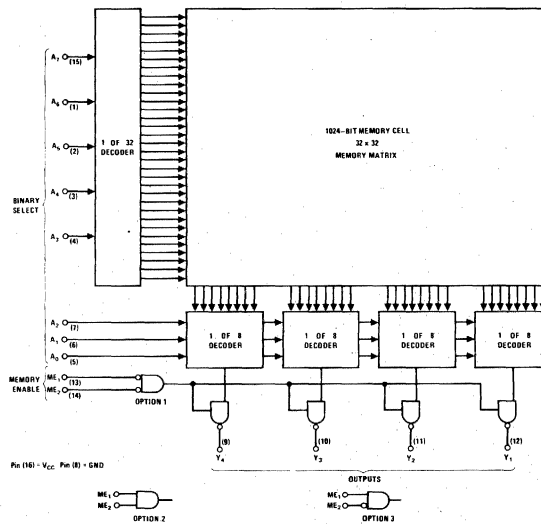 A₇ (15)
A₆ (1)
A₅ (2)
A₄ (3)
A₃ (4)
1 OF 32
DECODER
1024-BIT MEMORY CELL
32 x 32
MEMORY MATRIX
BINARY
SELECT
A₂ (7)
A₁ (6)
A₀ (5)
1 OF 8
DECODER
1 OF 8
DECODER
1 OF 8
DECODER
1 OF 8
DECODER
MEMORY
ENABLE
ME₁ (13)
ME₂ (14)
OPTION 1
(9)
(10)
(11)
(12)
Y₄
Y₃
Y₂
Y₁
OUTPUTS
Pin (16) = VCC Pin (8) = GND
ME₁
ME₂
OPTION 2
ME₁
ME₂
OPTION 3